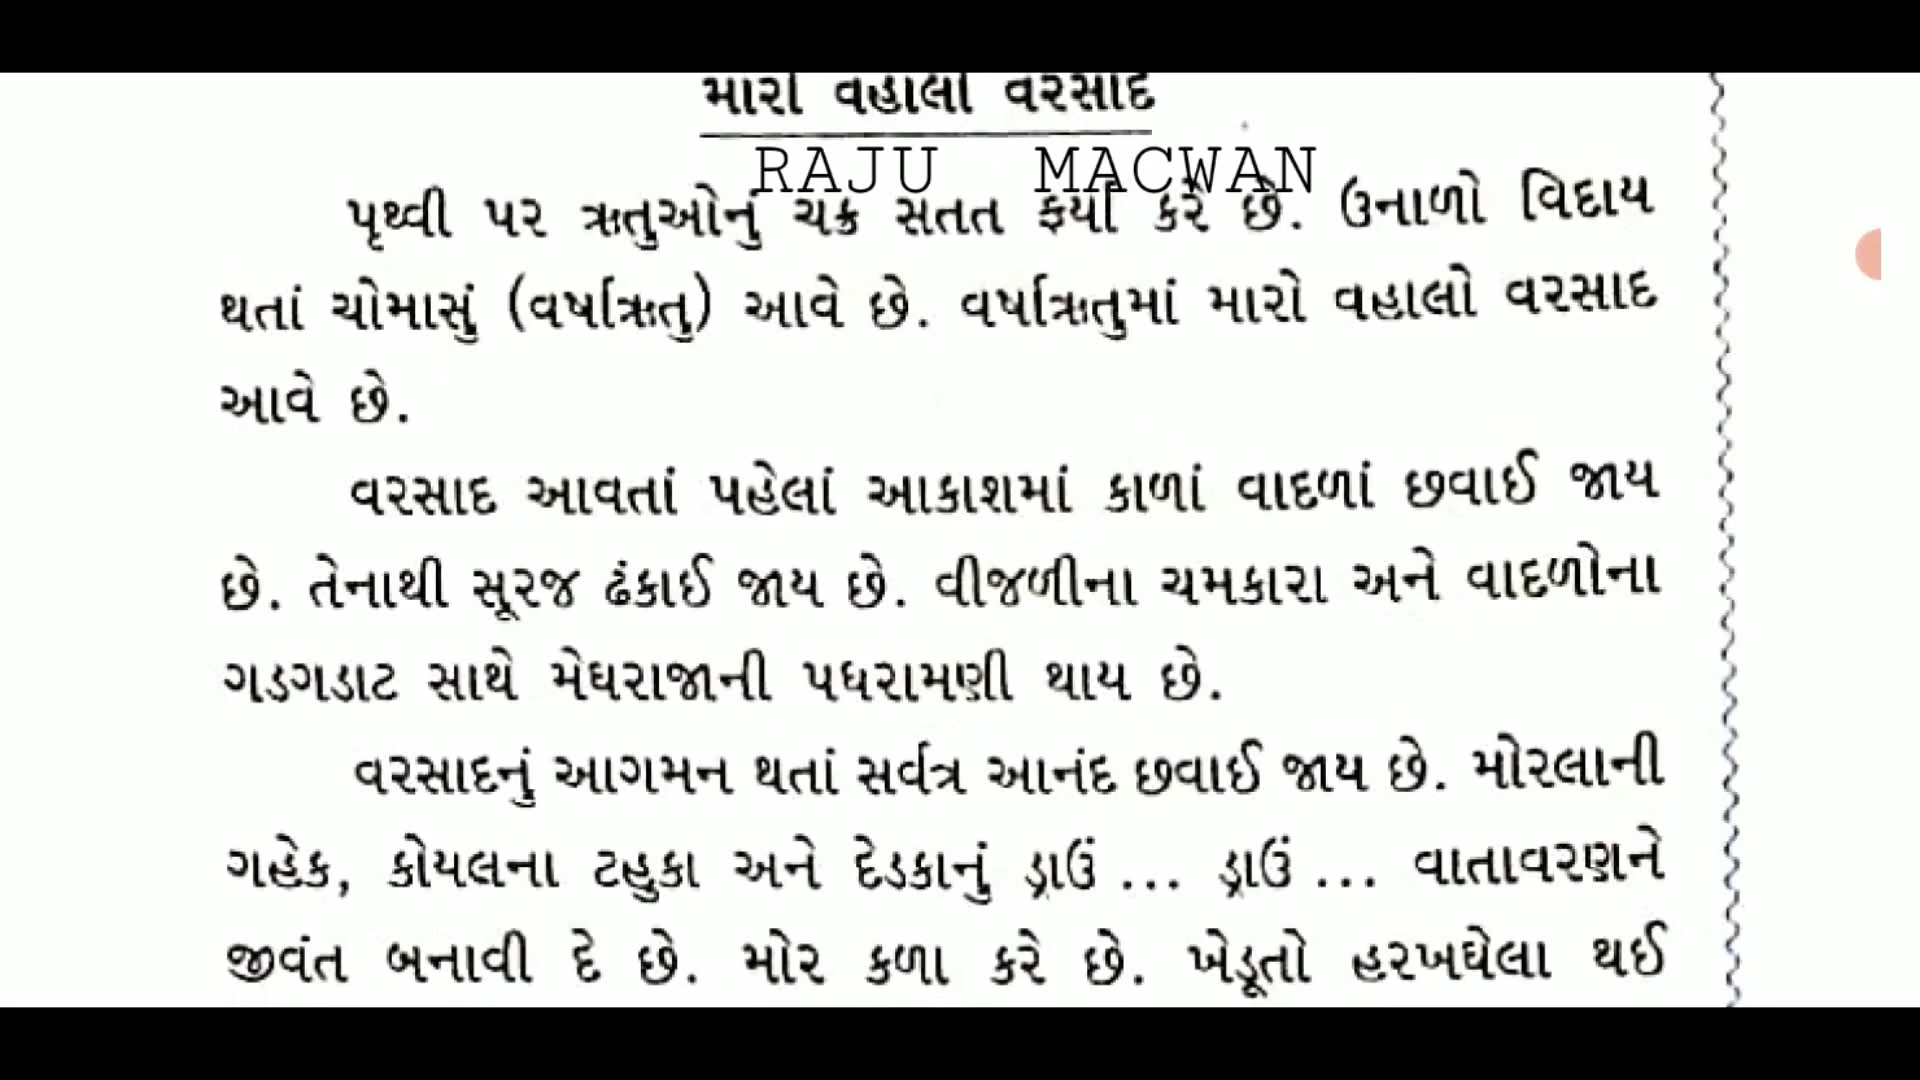 મારો વહાલો વરસાદ
RAJU MACWAN
પૃથ્વી પર ઋતુઓનું ચક્ર સતત ફર્યા કરે છે. ઉનાળો વિદાય
થતાં ચોમાસું (વર્ષાઋતુ) આવે છે. વર્ષાઋતુમાં મારો વહાલો વરસાદ
આવે છે.
વરસાદ આવતાં પહેલાં આકાશમાં કાળાં વાદળાં છવાઈ જાય
છે. તેનાથી સૂરજ ઢંકાઈ જાય છે. વીજળીના ચમકારા અને વાદળોના
ગડગડાટ સાથે મેઘરાજાની પધરામણી થાય છે.
વરસાદનું આગમન થતાં સર્વત્ર આનંદ છવાઈ જાય છે. મોરલાની
ગહેક, કોયલના ટહુકા અને દેડકાનું ડ્રાઉં ... ડ્રાઉં ... વાતાવરણને
જીવંત બનાવી દે છે. મોર કળા કરે છે. ખેડૂતો હરખઘેલા થઈ